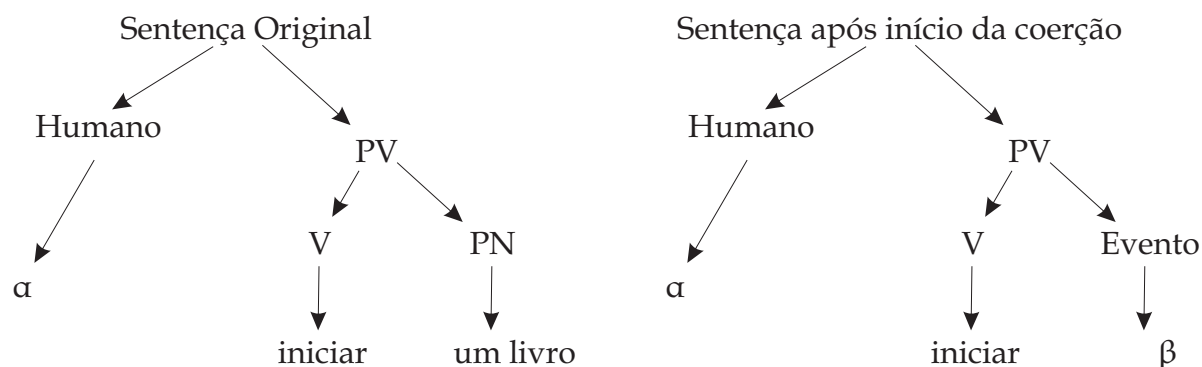 Sentença Original
Humano
PV
V
PN
α
iniciar
um livro
Sentença após início da coerção
Humano
PV
V
Evento
α
iniciar
β